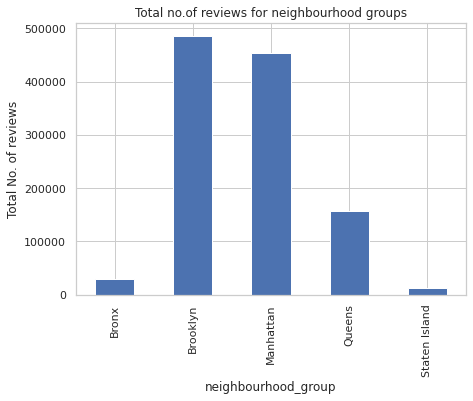 Total no.of reviews for neighbourhood groups
Total No. of reviews
500000
400000
300000
200000
100000
0
Bronx
Brooklyn
Manhattan
Queens
Staten Island
neighbourhood_group